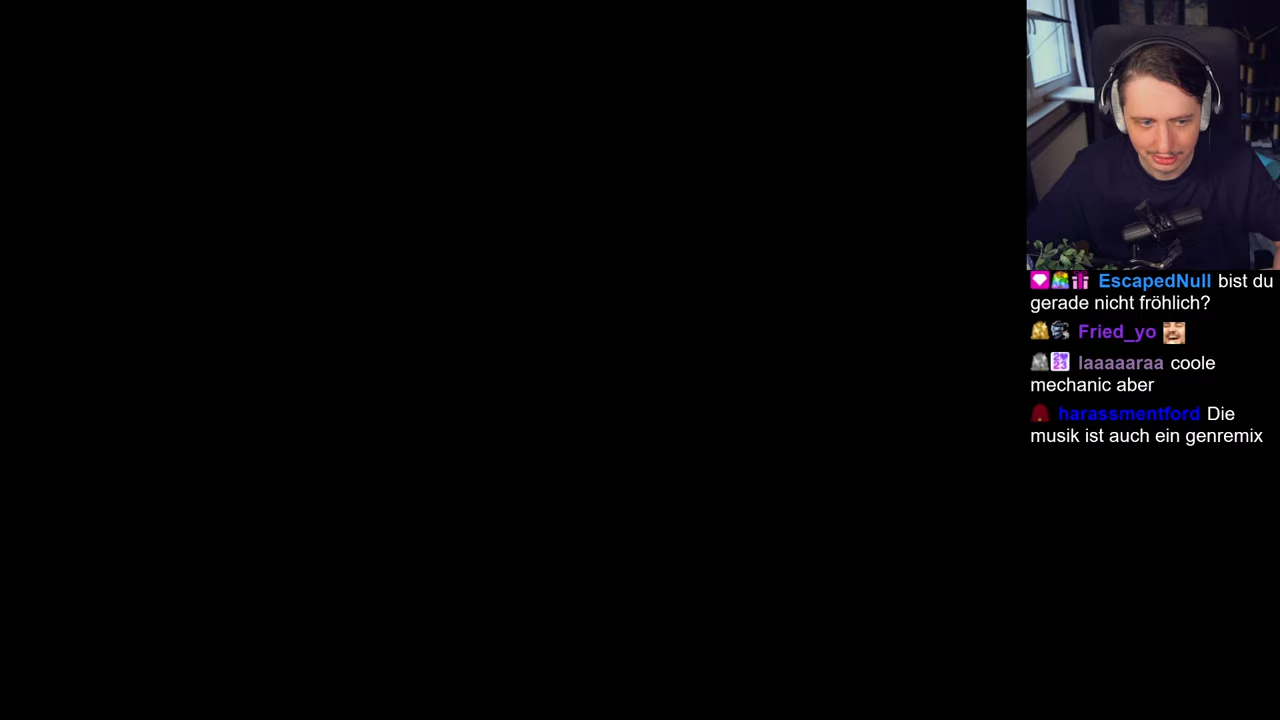 EscapedNull bist du
gerade nicht fröhlich?
Fried_yo
laaaaaraa coole
mechanic aber
harassmentford Die
musik ist auch ein genremix